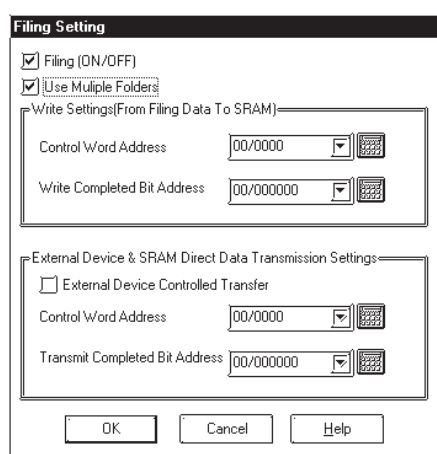 Filing Setting
Filing (ON/OFF)
Use Muliple Folders
Write Settings(From Filing Data To SRAM)
Control Word Address 00/0000
Write Completed Bit Address 00/000000
External Device & SRAM Direct Data Transmission Settings
External Device Controlled Transfer
Control Word Address 00/0000
Transmit Completed Bit Address 00/000000
OK Cancel Help